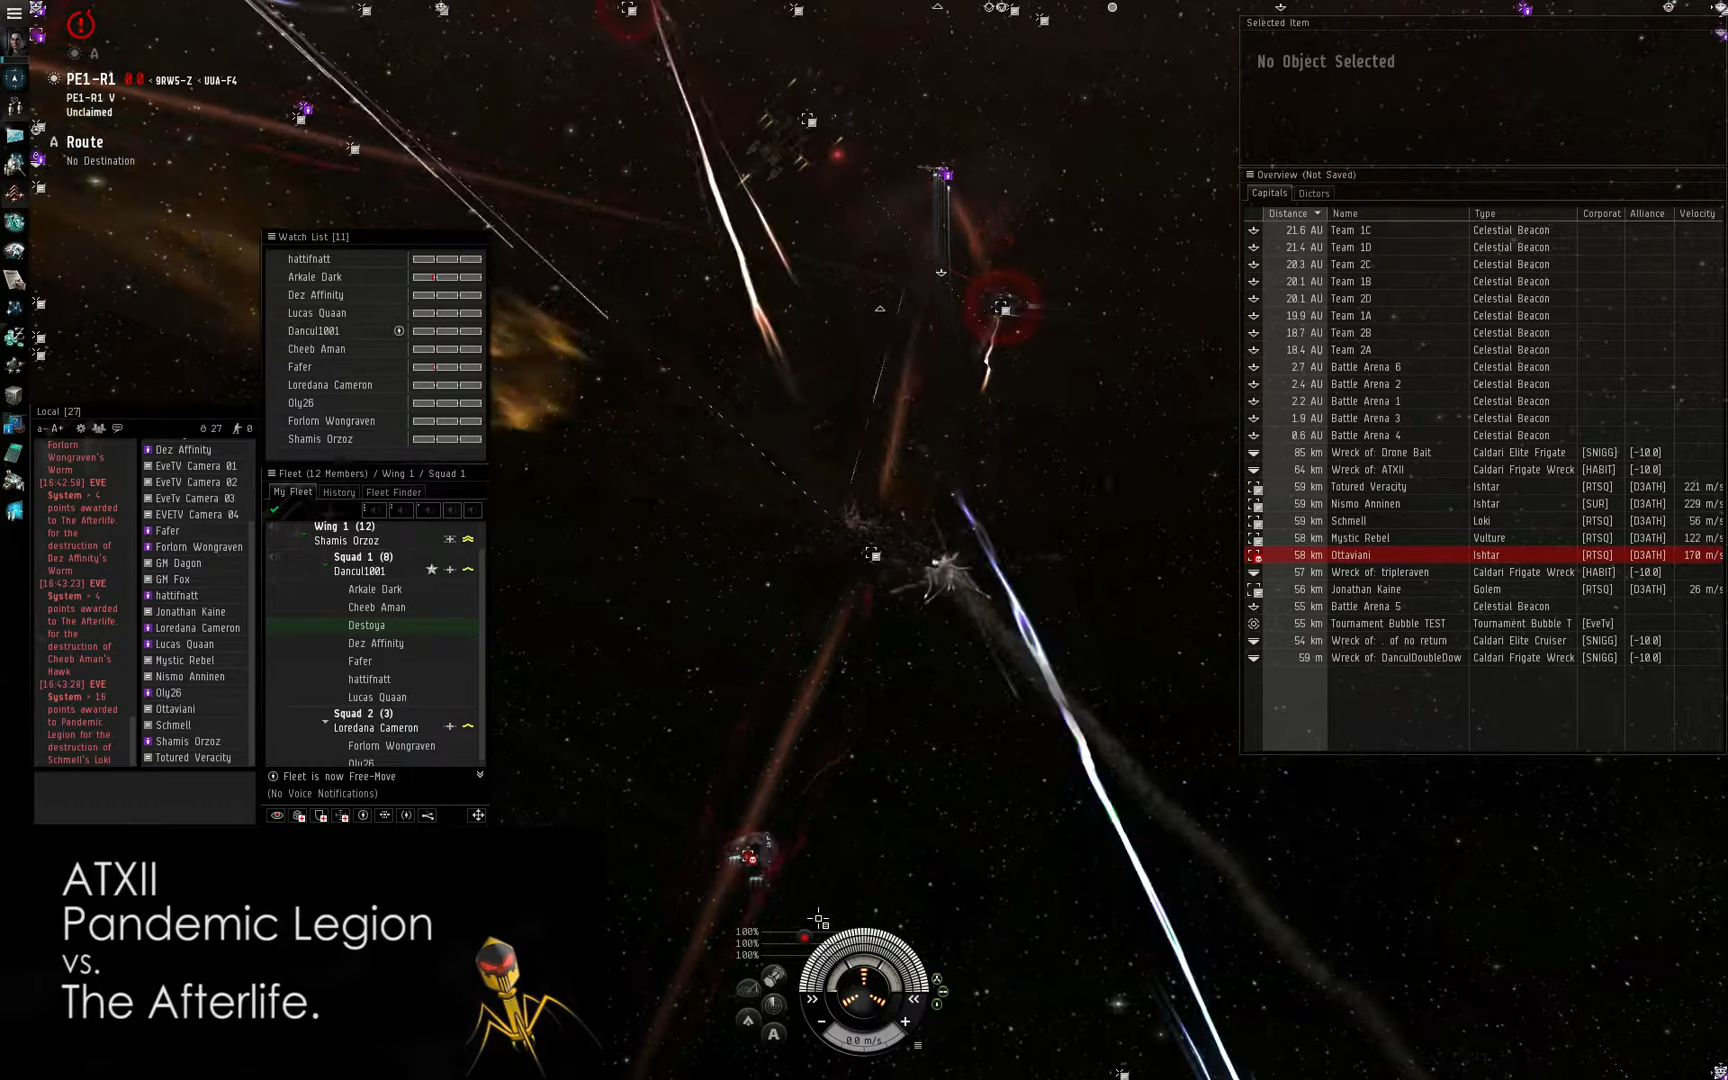 PE1-R1 0.0 < 9RW5-Z < UUA-F4
PE1-R1 V
Unclaimed
Route
No Destination
Watch List [11]
hattifnatt
Arkale Dark
Dez Affinity
Lucas Quaan
Dancul1001
Cheeb Aman
Fafer
Loredana Cameron
Oly26
Forlorn Wongraven
Shamis Orzoz
Local [27]
a- A+
27
0
Forlorn
Wongraven's
Worm
[16:42:58] EVE
System > 4
points awarded
to The Afterlife.
for the
destruction of
Dez Affinity's
Worm
[16:43:23] EVE
System > 4
points awarded
to The Afterlife.
for the
destruction of
Cheeb Aman's
Hawk
[16:43:28] EVE
System > 16
points awarded
to Pandemic
Legion for the
destruction of
Schmell's Loki
Dez Affinity
EveTV Camera 01
EVETV Camera 02
EveTv Camera 03
EVETV Camera 04
Fafer
Forlorn Wongraven
GM Dagon
GM Fox
hattifnatt
Jonathan Kaine
Loredana Cameron
Lucas Quaan
Mystic Rebel
Nismo Anninen
Oly26
Ottaviani
Schmell
Shamis Orzoz
Totured Veracity
Fleet (12 Members) / Wing 1 / Squad 1
My Fleet History Fleet Finder
Wing 1 (12)
Shamis Orzoz
Squad 1 (8)
Dancul1001
Arkale Dark
Cheeb Aman
Destoya
Dez Affinity
Fafer
hattifnatt
Lucas Quaan
Squad 2 (3)
Loredana Cameron
Forlorn Wongraven
Oly26
Fleet is now Free-Move
(No Voice Notifications)
ATXII
Pandemic Legion
vs.
The Afterlife.
100%
100%
100%
0.0 m/s
Selected Item
No Object Selected
Overview (Not Saved)
Capitals Dictors
Distance Name Type Corporat Alliance Velocity
21.6 AU Team 1C Celestial Beacon
21.4 AU Team 1D Celestial Beacon
20.3 AU Team 2C Celestial Beacon
20.1 AU Team 1B Celestial Beacon
20.1 AU Team 2D Celestial Beacon
19.9 AU Team 1A Celestial Beacon
18.7 AU Team 2B Celestial Beacon
18.4 AU Team 2A Celestial Beacon
2.7 AU Battle Arena 6 Celestial Beacon
2.4 AU Battle Arena 2 Celestial Beacon
2.2 AU Battle Arena 1 Celestial Beacon
1.9 AU Battle Arena 3 Celestial Beacon
0.6 AU Battle Arena 4 Celestial Beacon
85 km Wreck of: Drone Bait Caldari Elite Frigate [SNIGG] [-10.0]
64 km Wreck of: ATXII Caldari Frigate Wreck [HABIT] [-10.0]
59 km Totured Veracity Ishtar [RTSQ] [D3ATH] 221 m/s
59 km Nismo Anninen Ishtar [SUR] [D3ATH] 229 m/s
59 km Schmell Loki [RTSQ] [D3ATH] 56 m/s
58 km Mystic Rebel Vulture [RTSQ] [D3ATH] 122 m/s
58 km Ottaviani Ishtar [RTSQ] [D3ATH] 170 m/s
57 km Wreck of: tripleraven Caldari Frigate Wreck [HABIT] [-10.0]
56 km Jonathan Kaine Golem [RTSQ] [D3ATH] 26 m/s
55 km Battle Arena 5 Celestial Beacon
55 km Tournament Bubble TEST Tournament Bubble T [EveTv]
54 km Wreck of: . of no return Caldari Elite Cruiser [SNIGG] [-10.0]
59 m Wreck of: DanculDoubleDow Caldari Frigate Wreck [SNIGG] [-10.0]